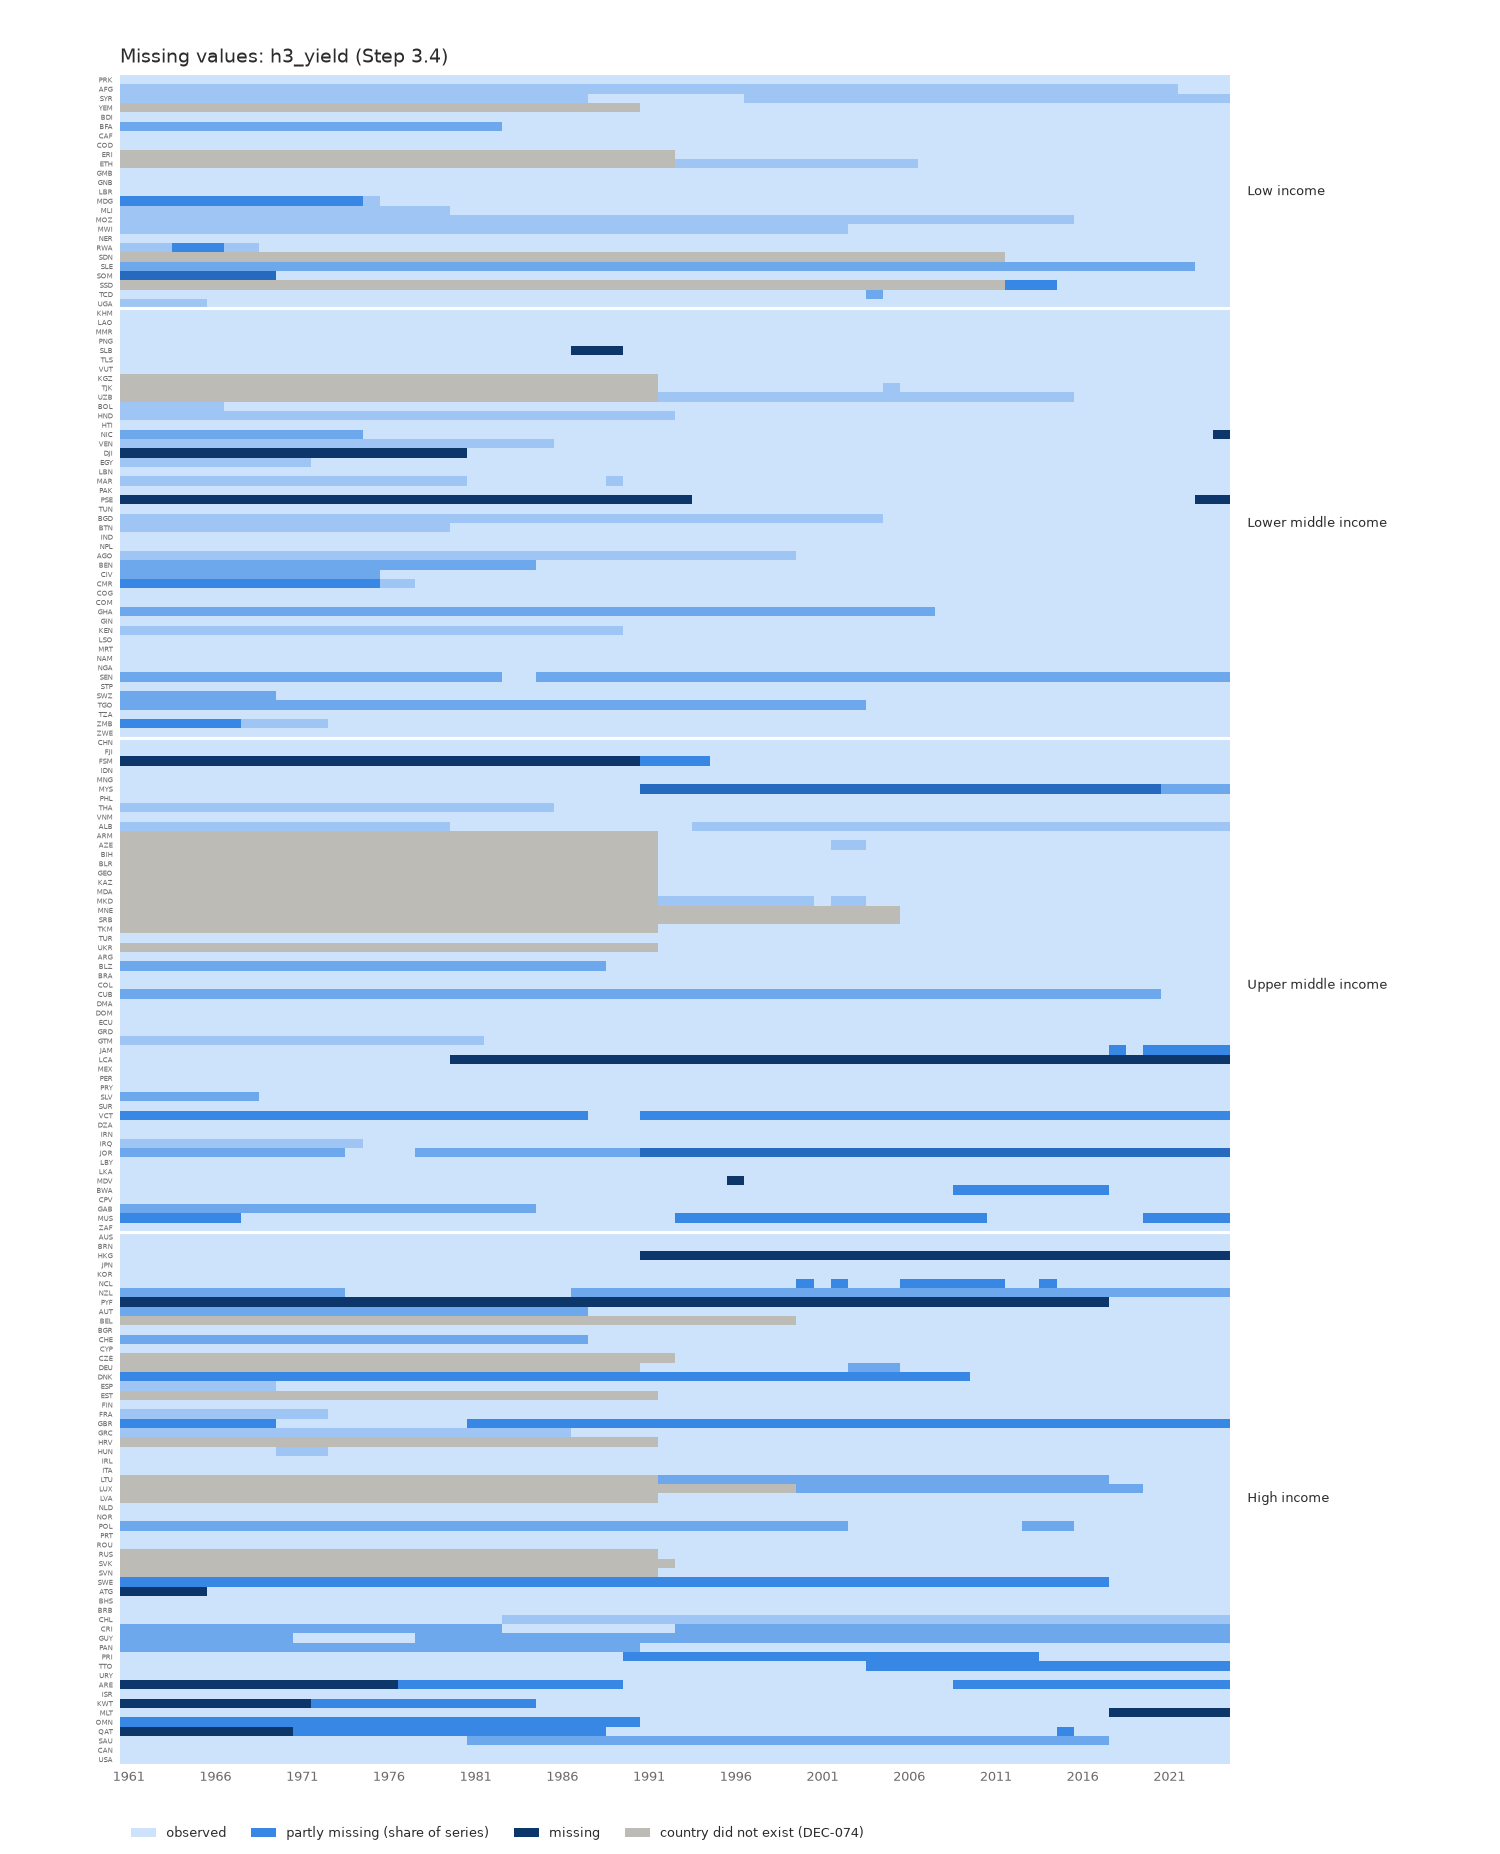 Missing values: h3_yield (Step 3.4)
PRK
AFG
SYR
YEM
BDI
BFA
CAF
COD
ERI
ETH
GMB
GNB
LBR
Low income
MDG
MLI
MOZ
MWI
NER
RWA
SDN
SLE
SOM
SSD
TCD
UGA
KHM
LAO
MMR
PNG
SLB
TLS
VUT
KGZ
TJK
UZB
BOL
HND
HTI
NIC
VEN
DJI
EGY
LBN
MAR
PAK
PSE
TUN
BGD
Lower middle income
BTN
IND
NPL
AGO
BEN
CIV
CMR
COG
COM
GHA
GIN
KEN
LSO
MRT
NAM
NGA
SEN
STP
SWZ
TGO
TZA
ZMB
ZWE
CHN
FJI
FSM
IDN
MNG
MYS
PHL
THA
VNM
ALB
ARM
AZE
BIH
BLR
GEO
KAZ
MDA
MKD
MNE
SRB
TKM
TUR
UKR
ARG
BLZ
BRA
COL
Upper middle income
CUB
DMA
DOM
ECU
GRD
GTM
JAM
LCA
MEX
PER
PRY
SLV
SUR
VCT
DZA
IRN
IRQ
JOR
LBY
LKA
MDV
BWA
CPV
GAB
MUS
ZAF
AUS
BRN
HKG
JPN
KOR
NCL
NZL
PYF
AUT
BEL
BGR
CHE
CYP
CZE
DEU
DNK
ESP
EST
FIN
FRA
GBR
GRC
HRV
HUN
IRL
ITA
LTU
LUX
LVA
High income
NLD
NOR
POL
PRT
ROU
RUS
SVK
SVN
SWE
ATG
BHS
BRB
CHL
CRI
GUY
PAN
PRI
TTO
URY
ARE
ISR
KWT
MLT
OMN
QAT
SAU
CAN
USA
1961 1966 1971 1976 1981 1986 1991 1996 2001 2006 2011 2016 2021
observed partly missing (share of series) missing country did not exist (DEC-074)